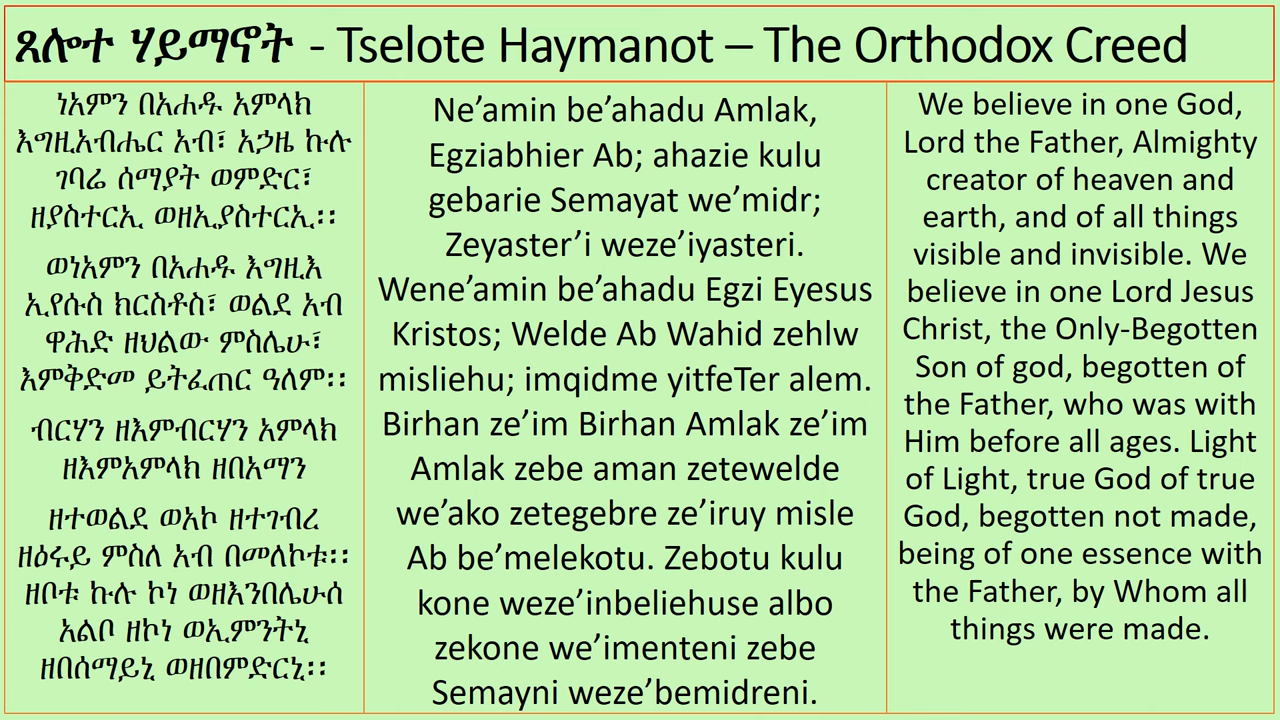 ጸሎተ ሃይማኖት - Tselote Haymanot – The Orthodox Creed
ነአምን በአሐዱ አምላክ
እግዚአብሔር አብ፣ አኃዜ ኩሉ
ገባሬ ሰማያት ወምድር፣
ዘያስተርኢ ወዘኢያስተርኢ፡፡
ወነአምን በአሐዱ እግዚእ
ኢየሱስ ክርስቶስ፣ ወልደ አብ
ዋሕድ ዘህልው ምስሌሁ፣
እምቅድመ ይትፈጠር ዓለም፡፡
ብርሃን ዘእምብርሃን አምላክ
ዘእምአምላክ ዘበአማን
ዘተወልደ ወአኮ ዘተገብረ
ዘዕሩይ ምስለ አብ በመለኮቱ፡፡
ዘቦቱ ኩሉ ኮነ ወዘእንበሌሁሰ
አልቦ ዘኮነ ወኢምንትኒ
ዘበሰማይኒ ወዘበምድርኒ፡፡
Ne’amin be’ahadu Amlak,
Egziabhier Ab; ahazie kulu
gebarie Semayat we’midr;
Zeyaster’i weze’iyasteri.
Wene’amin be’ahadu Egzi Eyesus
Kristos; Welde Ab Wahid zehlw
misliehu; imqidme yitfeTer alem.
Birhan ze’im Birhan Amlak ze’im
Amlak zebe aman zetewelde
we’ako zetegebre ze’iruy misle
Ab be’melekotu. Zebotu kulu
kone weze’inbeliehuse albo
zekone we’imenteni zebe
Semayni weze’bemidreni.
We believe in one God,
Lord the Father, Almighty
creator of heaven and
earth, and of all things
visible and invisible. We
believe in one Lord Jesus
Christ, the Only-Begotten
Son of god, begotten of
the Father, who was with
Him before all ages. Light
of Light, true God of true
God, begotten not made,
being of one essence with
the Father, by Whom all
things were made.